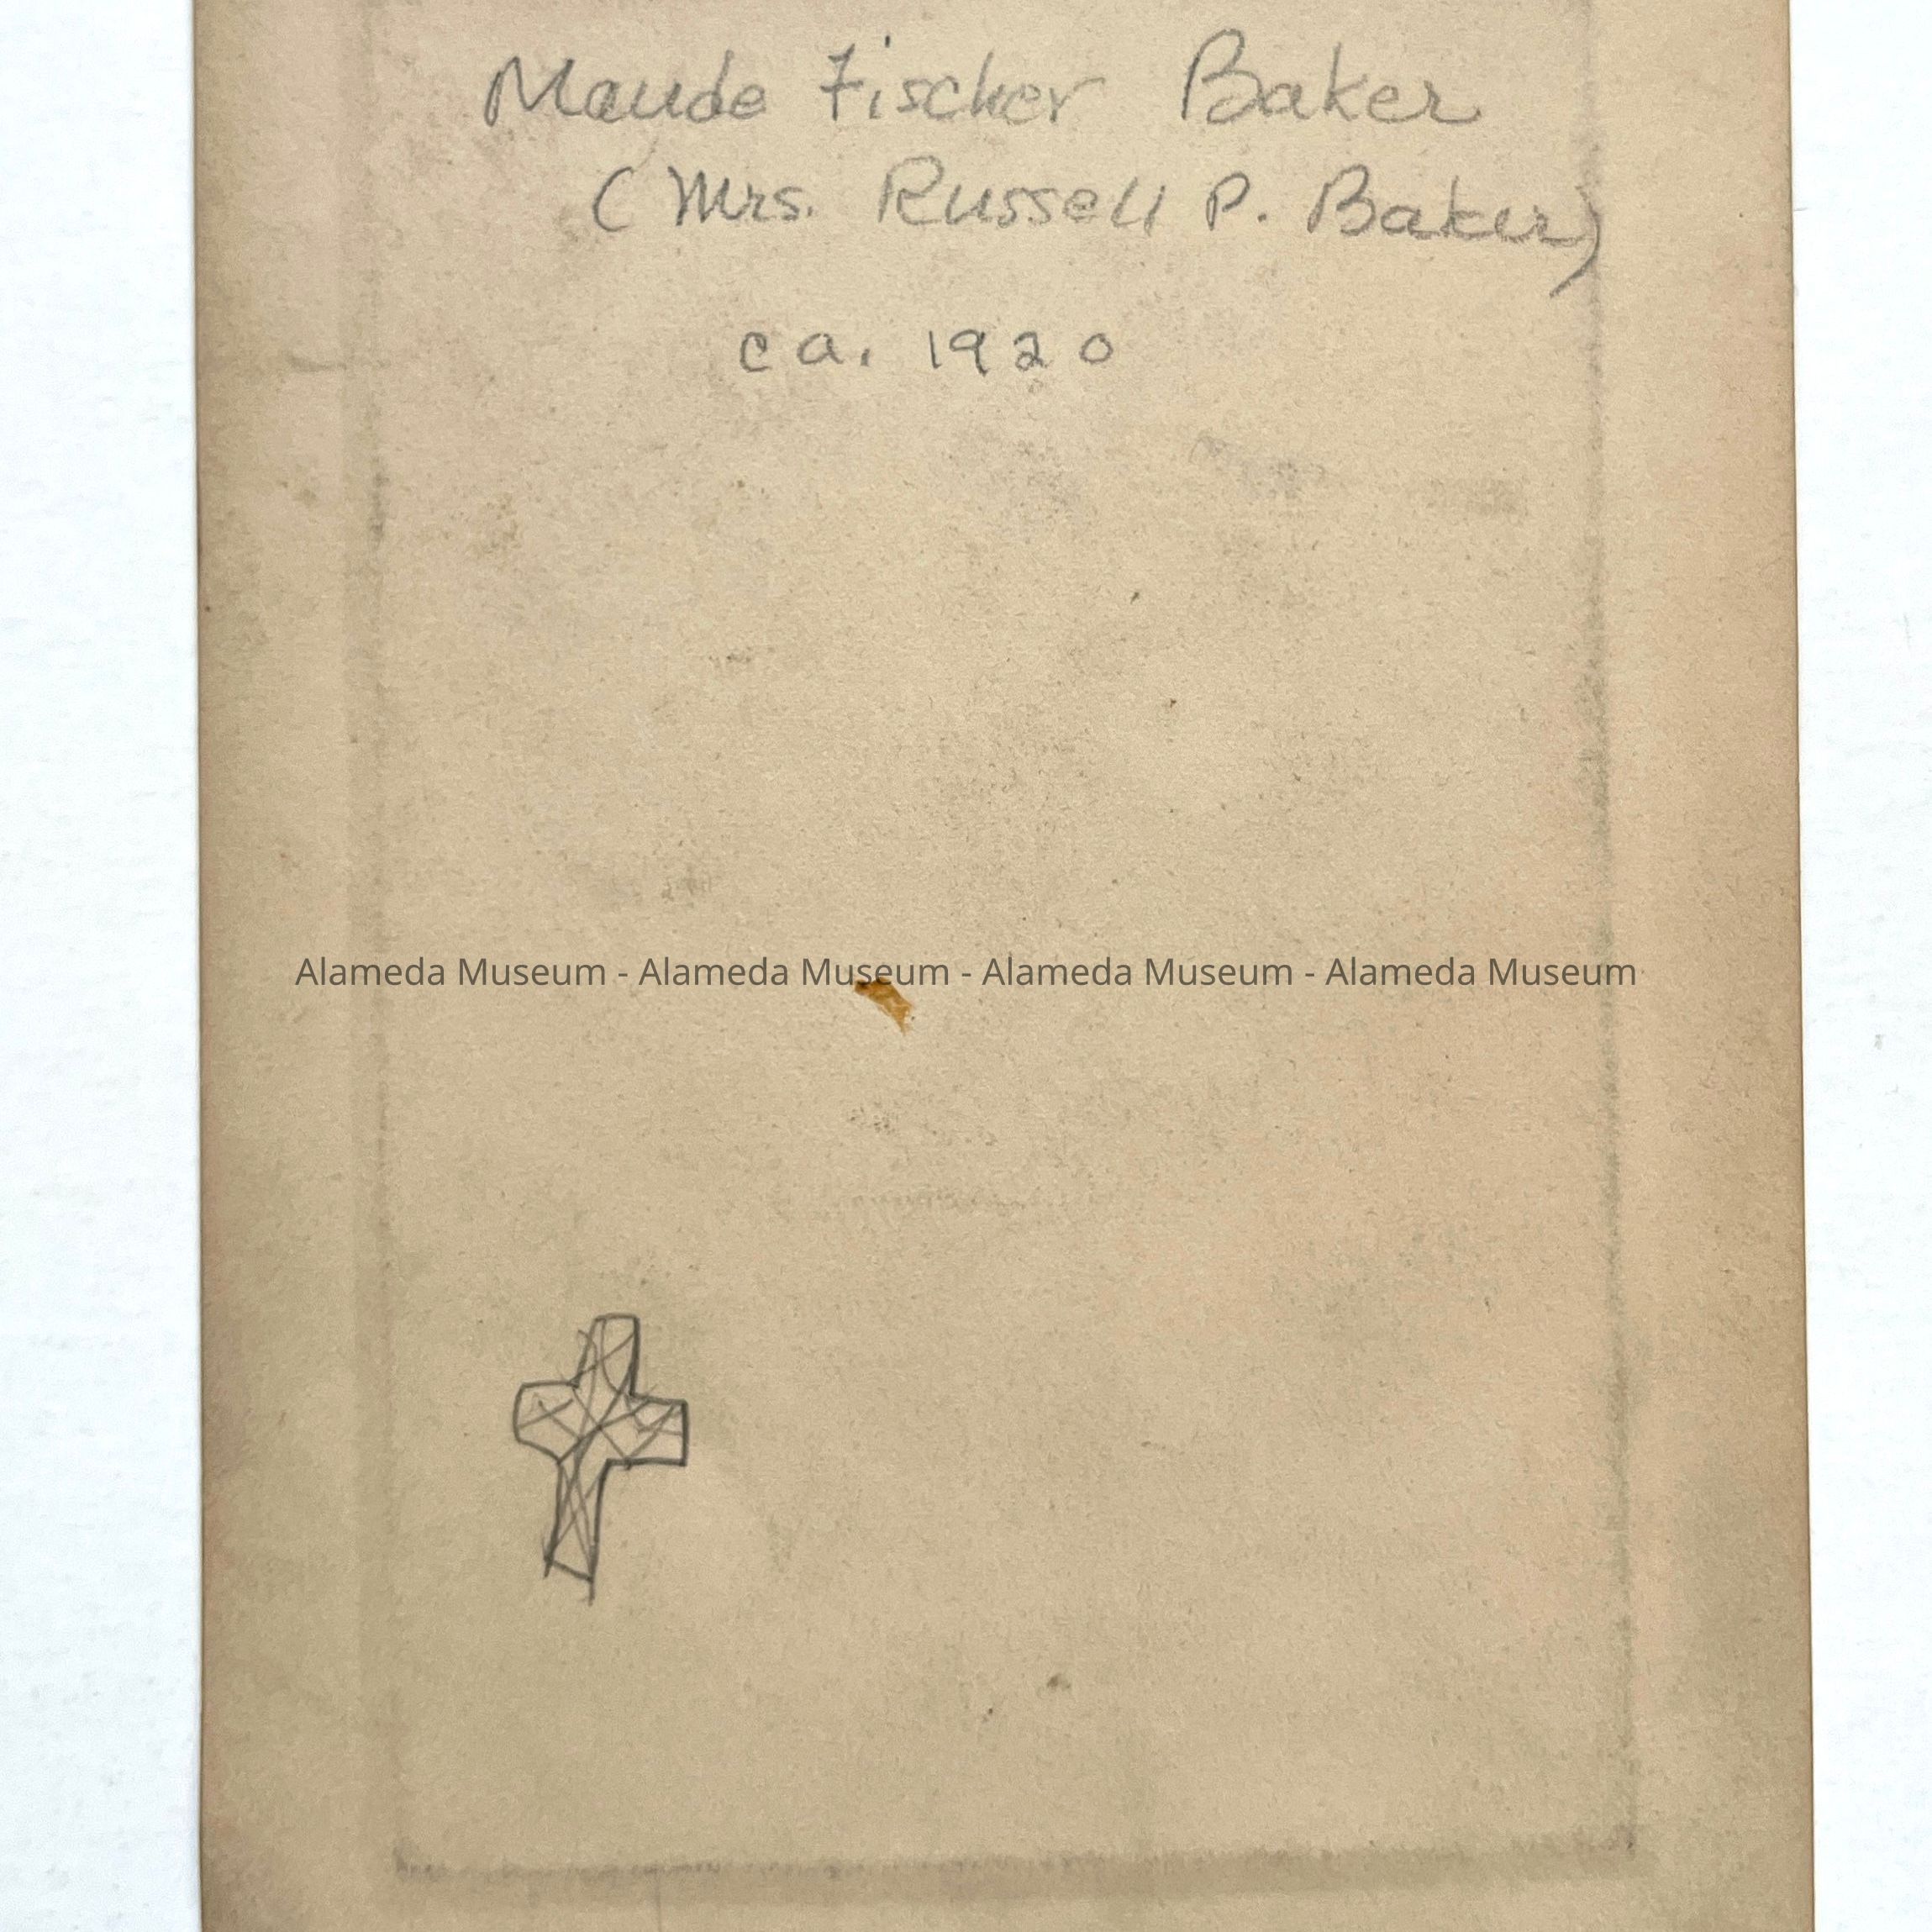 Maude Fischer Baker
(Mrs. Russell P. Baker)
ca. 1920
Alameda Museum - Alameda Museum - Alameda Museum - Alameda Museum